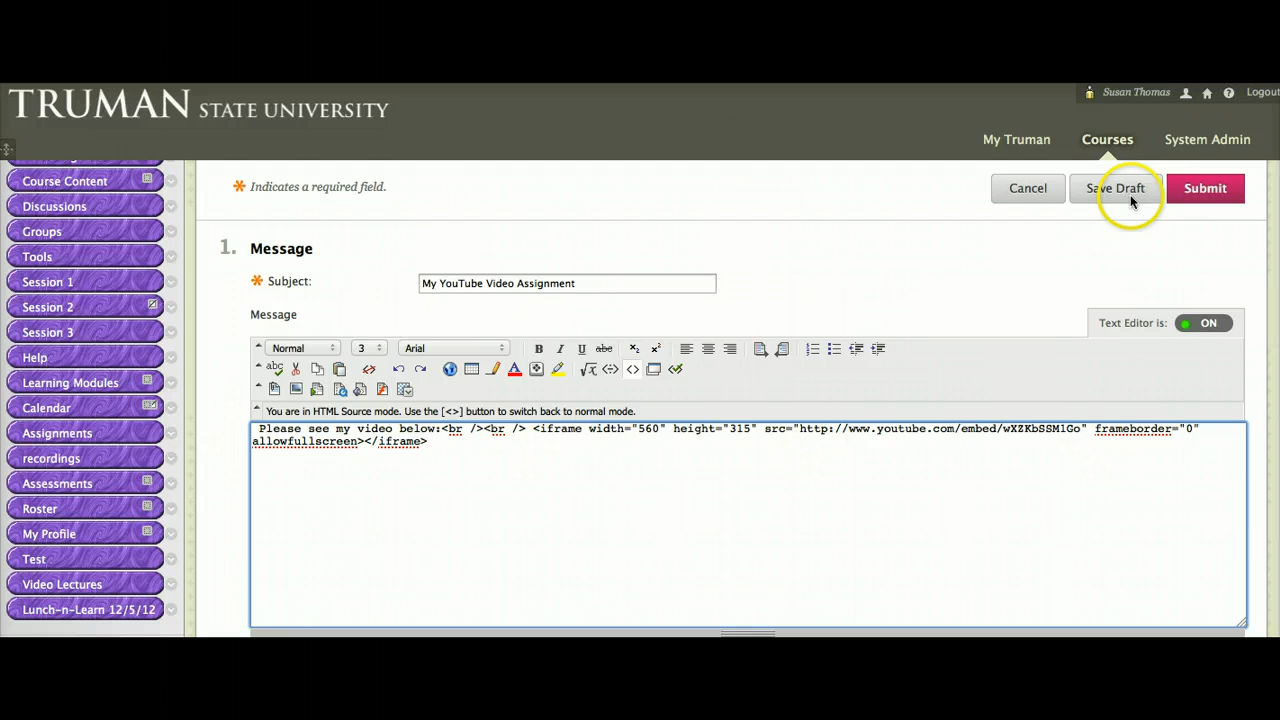 TRUMAN STATE UNIVERSITY
Susan Thomas
Logout
My Truman
Courses
System Admin
Course Content
Discussions
Groups
Tools
Session 1
Session 2
Session 3
Help
Learning Modules
Calendar
Assignments
recordings
Assessments
Roster
My Profile
Test
Video Lectures
Lunch-n-Learn 12/5/12
Indicates a required field.
Cancel
Save Draft
Submit
1. Message
Subject:
My YouTube Video Assignment
Message
Text Editor is: ON
Normal 3 Arial
You are in HTML Source mode. Use the [<>] button to switch back to normal mode.
Please see my video below:<br /><br /> <iframe width="560" height="315" src="http://www.youtube.com/embed/wXZKbSSM1Go" frameborder="0"
allowfullscreen></iframe>